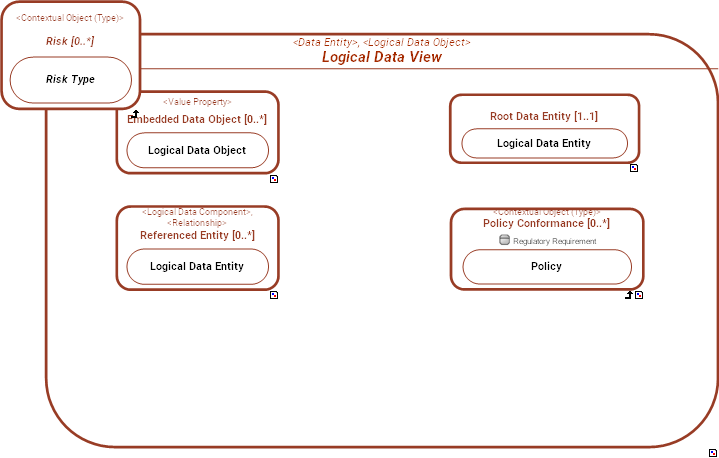 <Contextual Object (Type)>
Risk [0..*]
Risk Type
<Data Entity>, <Logical Data Object>
Logical Data View
<Value Property>
Embedded Data Object [0..*]
Logical Data Object
Root Data Entity [1..1]
Logical Data Entity
<Logical Data Component>,
<Relationship>
Referenced Entity [0..*]
Logical Data Entity
<Contextual Object (Type)>
Policy Conformance [0..*]
Regulatory Requirement
Policy